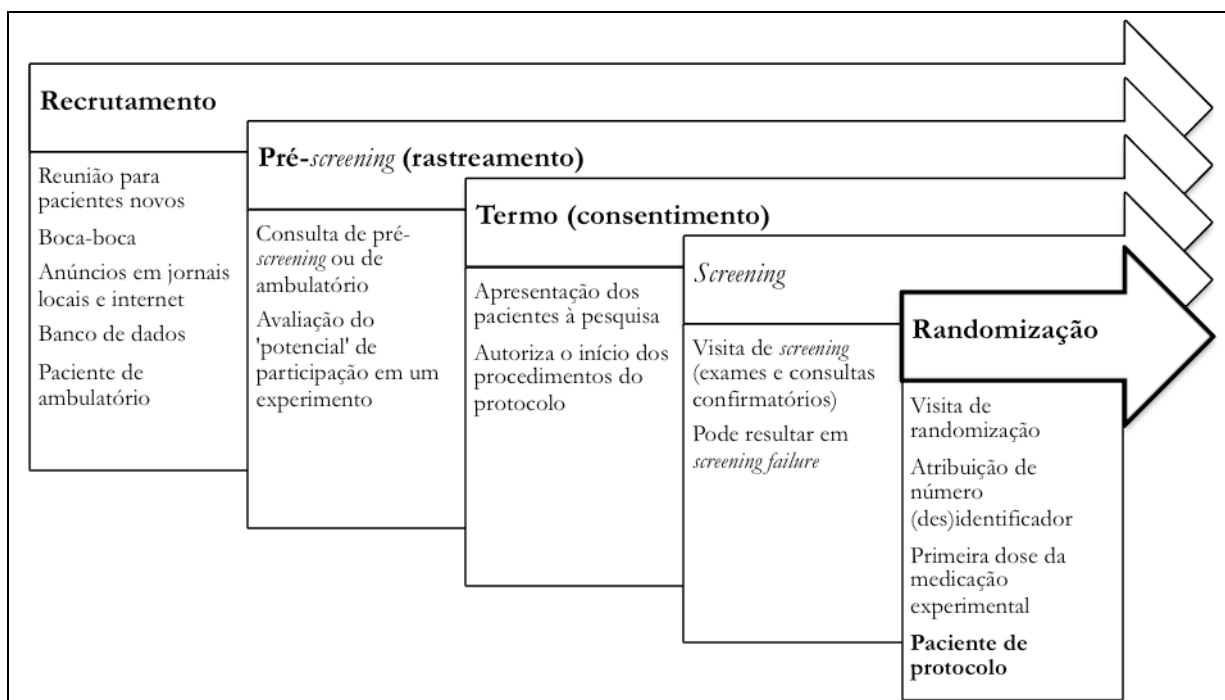 Recrutamento
Reunião para
pacientes novos
Boca-boca
Anúncios em jornais
locais e internet
Banco de dados
Paciente de
ambulatório
Pré-screening (rastreamento)
Consulta de pré-
screening ou de
ambulatório
Avaliação do
'potencial' de
participação em um
experimento
Termo (consentimento)
Apresentação dos
pacientes à pesquisa
Autoriza o início dos
procedimentos do
protocolo
Screening
Visita de screening
(exames e consultas
confirmatórios)
Pode resultar em
screening failure
Randomização
Visita de
randomização
Atribuição de
número
(des)identificador
Primeira dose da
medicação
experimental
Paciente de
protocolo